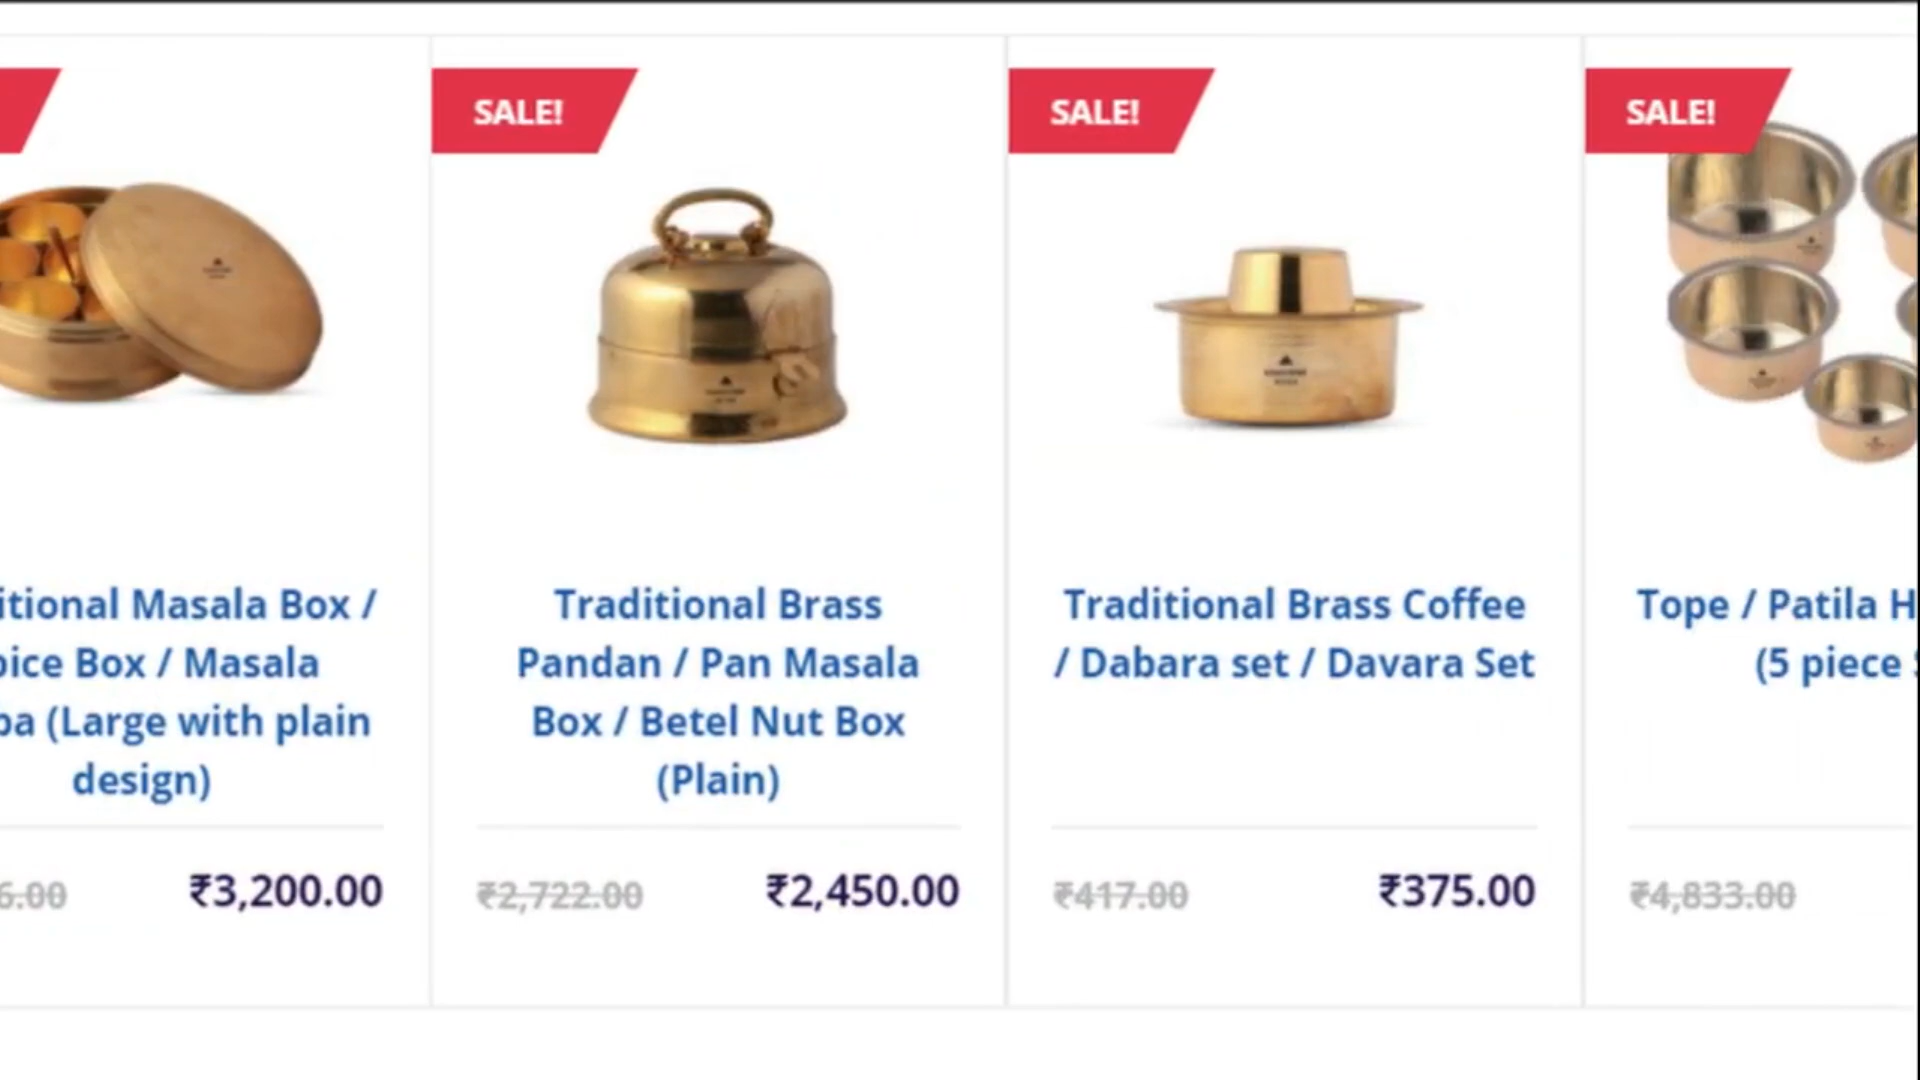 SALE!
SALE!
SALE!
itional Masala Box /
Box / Masala
(Large with plain
design)
6.00
₹3,200.00
Traditional Brass
Pandan / Pan Masala
Box / Betel Nut Box
(Plain)
₹2,722.00
₹2,450.00
Traditional Brass Coffee
/ Dabara set / Davara Set
₹417.00
₹375.00
Tope / Patila H
(5 piece
₹4,833.00